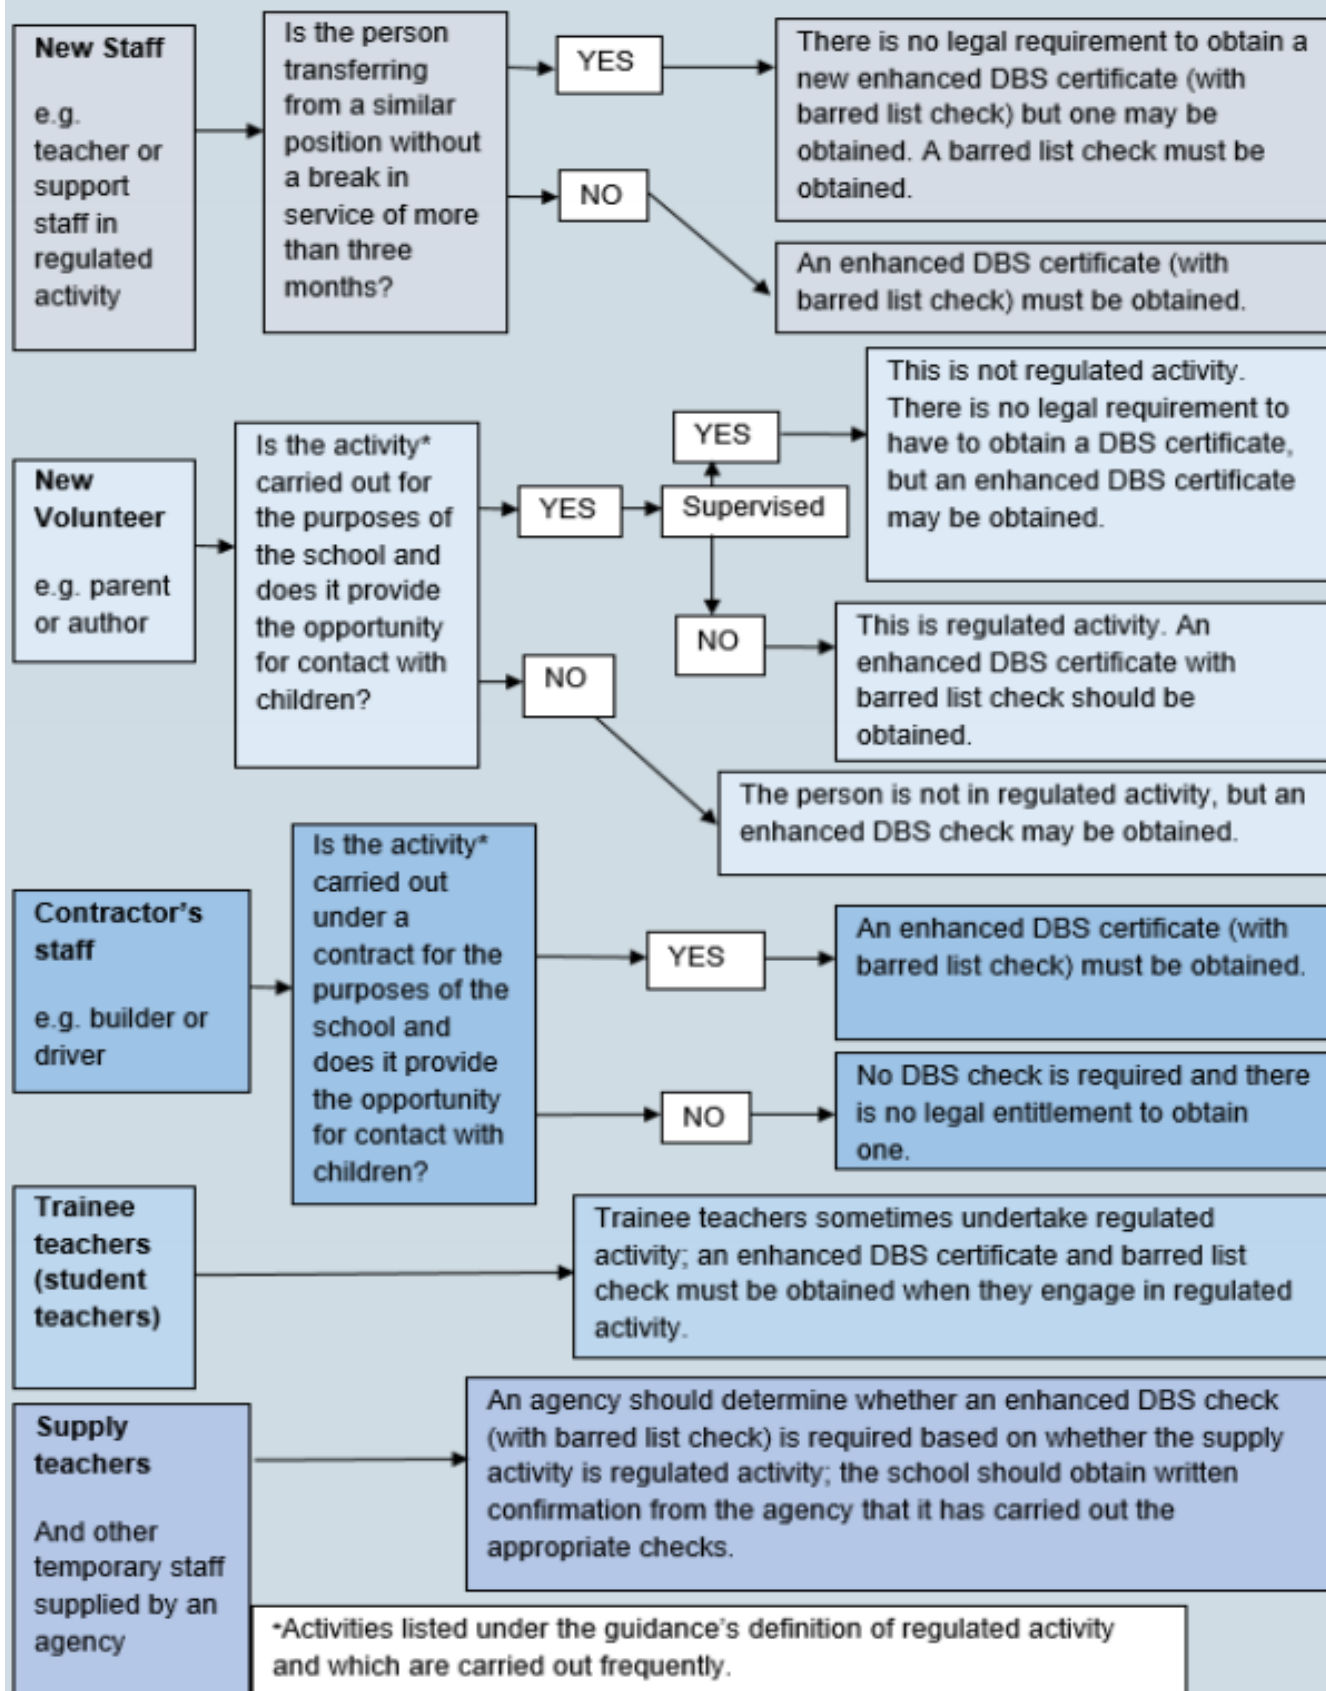 New Staff
e.g.
teacher or
support
staff in
regulated
activity
Is the person
transferring
from a similar
position without
a break in
service of more
than three
months?
YES
There is no legal requirement to obtain a
new enhanced DBS certificate (with
barred list check) but one may be
obtained. A barred list check must be
obtained.
NO
An enhanced DBS certificate (with
barred list check) must be obtained.
New
Volunteer
e.g. parent
or author
Is the activity*
carried out for
the purposes of
the school and
does it provide
the opportunity
for contact with
children?
YES
Supervised
YES
This is not regulated activity.
There is no legal requirement to
have to obtain a DBS certificate,
but an enhanced DBS certificate
may be obtained.
NO
This is regulated activity. An
enhanced DBS certificate with
barred list check should be
obtained.
NO
The person is not in regulated activity, but an
enhanced DBS check may be obtained.
Contractor's
staff
e.g. builder or
driver
Is the activity*
carried out
under a
contract for the
purposes of the
school and
does it provide
the opportunity
for contact with
children?
YES
An enhanced DBS certificate (with
barred list check) must be obtained.
NO
No DBS check is required and there
is no legal entitlement to obtain
one.
Trainee
teachers
(student
teachers)
Trainee teachers sometimes undertake regulated
activity; an enhanced DBS certificate and barred list
check must be obtained when they engage in regulated
activity.
Supply
teachers
And other
temporary staff
supplied by an
agency
An agency should determine whether an enhanced DBS check
(with barred list check) is required based on whether the supply
activity is regulated activity; the school should obtain written
confirmation from the agency that it has carried out the
appropriate checks.
*Activities listed under the guidance's definition of regulated activity
and which are carried out frequently.